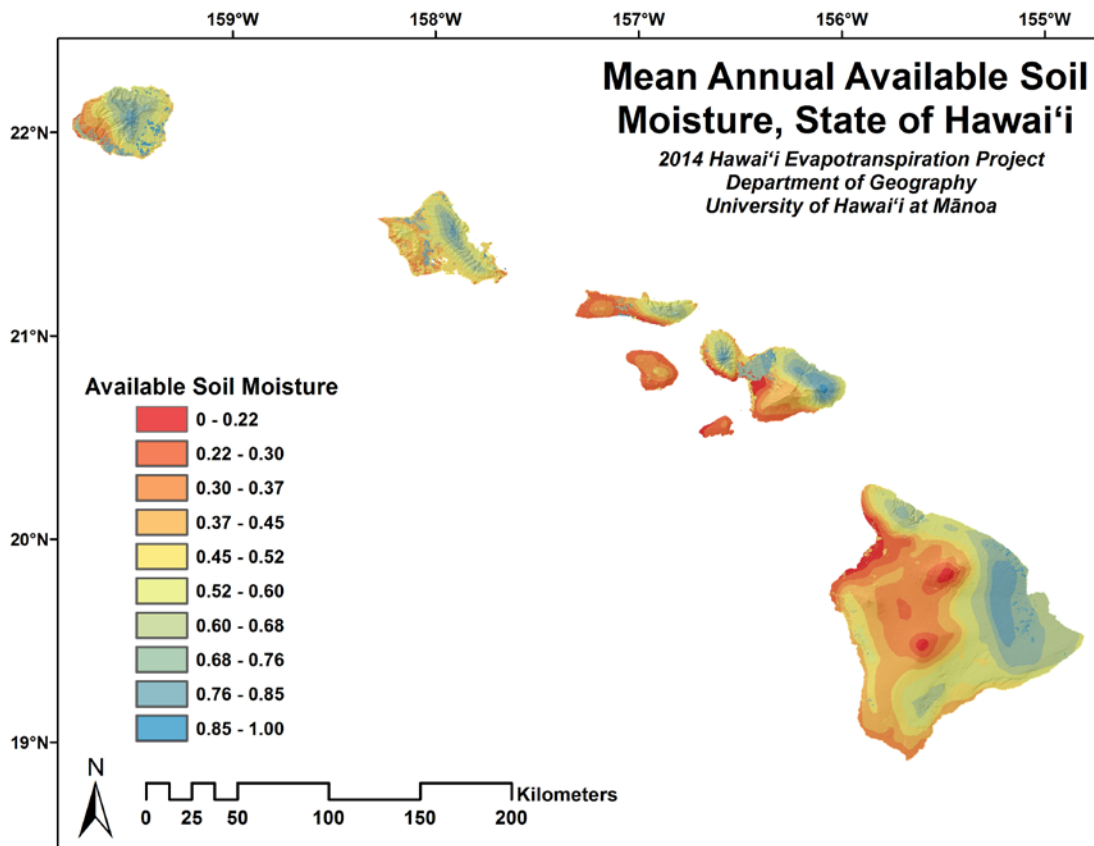 159°W 158°W 157°W 156°W 155°W
Mean Annual Available Soil
Moisture, State of Hawai‘i
2014 Hawai‘i Evapotranspiration Project
Department of Geography
University of Hawai‘i at Mānoa
22°N
21°N
20°N
19°N
Available Soil Moisture
0 - 0.22
0.22 - 0.30
0.30 - 0.37
0.37 - 0.45
0.45 - 0.52
0.52 - 0.60
0.60 - 0.68
0.68 - 0.76
0.76 - 0.85
0.85 - 1.00
N
Kilometers
0 25 50 100 150 200